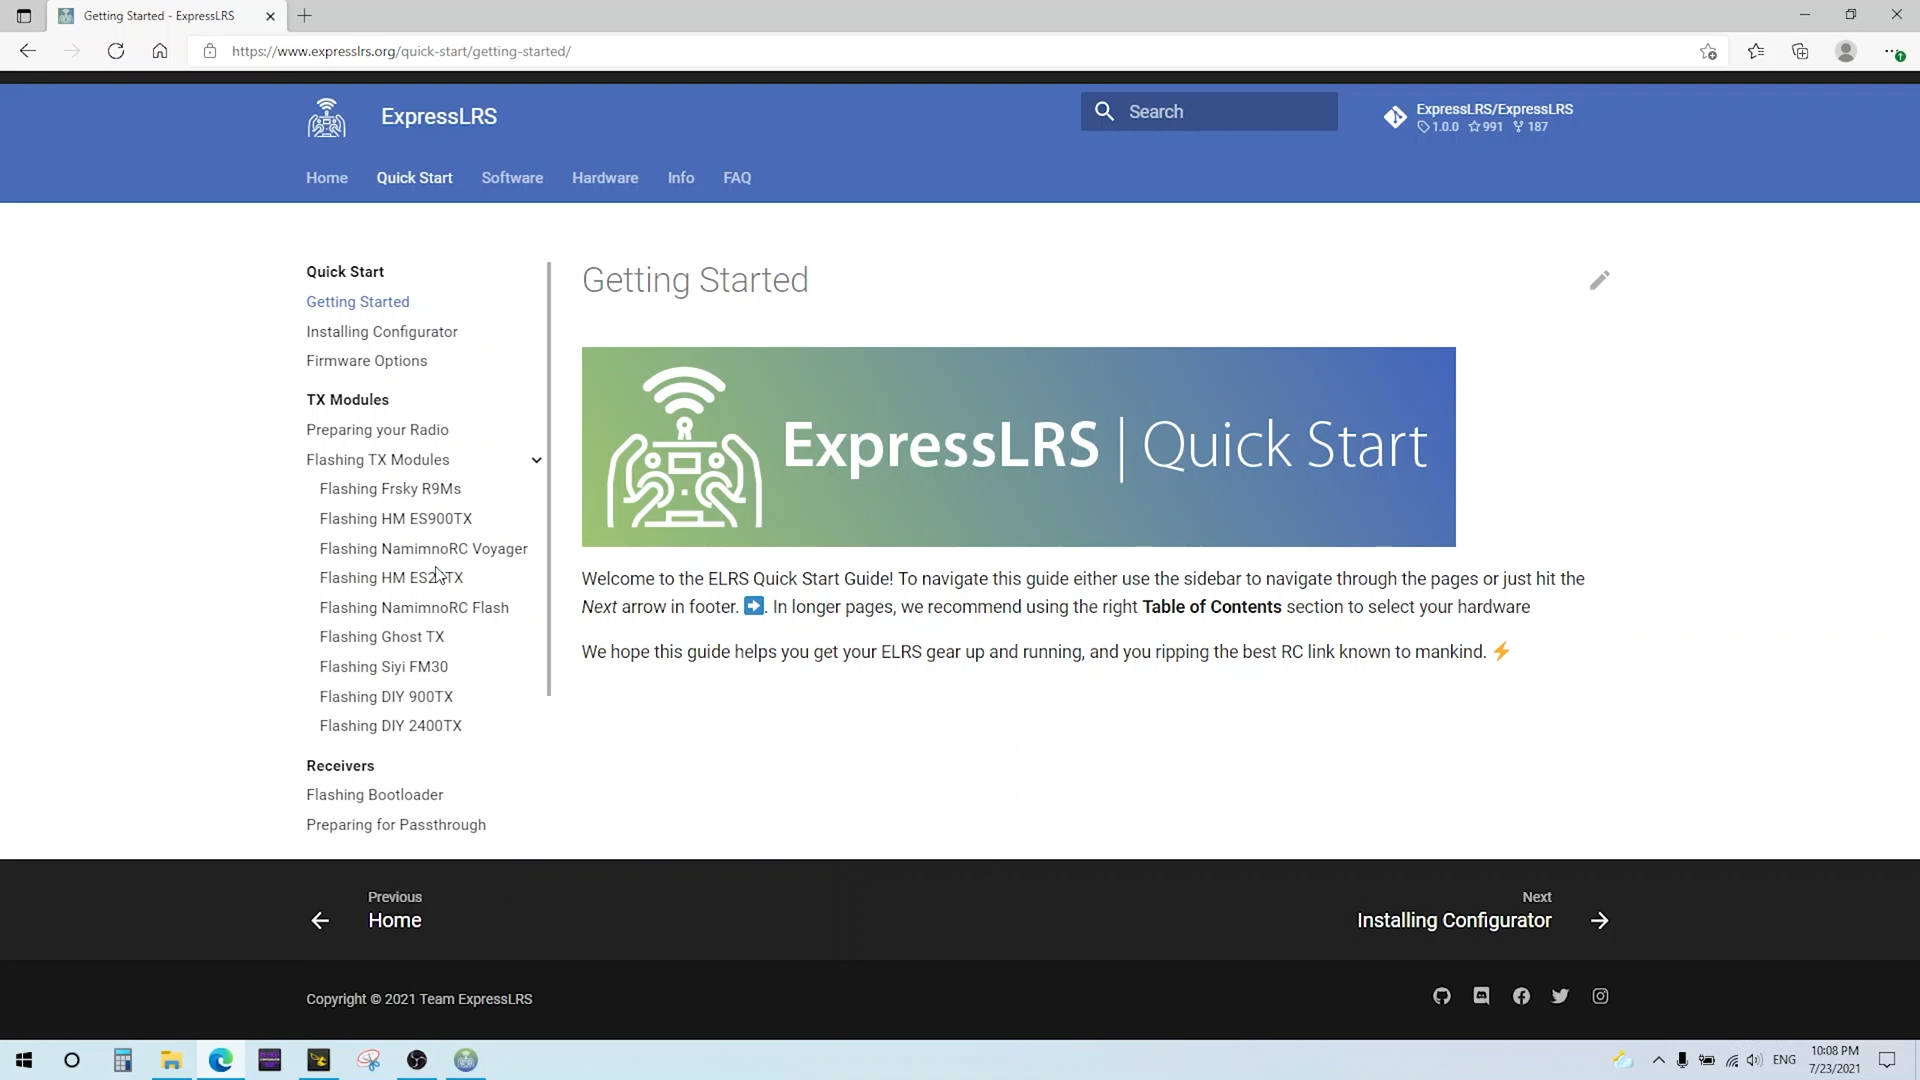 Getting Started - ExpressLRS
https://www.expresslrs.org/quick-start/getting-started/
ExpressLRS
Search
ExpressLRS/ExpressLRS
1.0.0 991 187
Home Quick Start Software Hardware Info FAQ
Quick Start
Getting Started
Installing Configurator
Firmware Options
TX Modules
Preparing your Radio
Flashing TX Modules
Flashing Frsky R9Ms
Flashing HM ES900TX
Flashing NamimnoRC Voyager
Flashing HM TX
Flashing NamimnoRC Flash
Flashing Ghost TX
Flashing Siyi FM30
Flashing DIY 900TX
Flashing DIY 2400TX
Receivers
Flashing Bootloader
Preparing for Passthrough
Getting Started
ExpressLRS | Quick Start
Welcome to the ELRS Quick Start Guide! To navigate this guide either use the sidebar to navigate through the pages or just hit the
Next arrow in footer. ➡. In longer pages, we recommend using the right Table of Contents section to select your hardware
We hope this guide helps you get your ELRS gear up and running, and you ripping the best RC link known to mankind. ⚡
Previous
Home
Next
Installing Configurator
Copyright © 2021 Team ExpressLRS
ENG
10:08 PM
7/23/2021